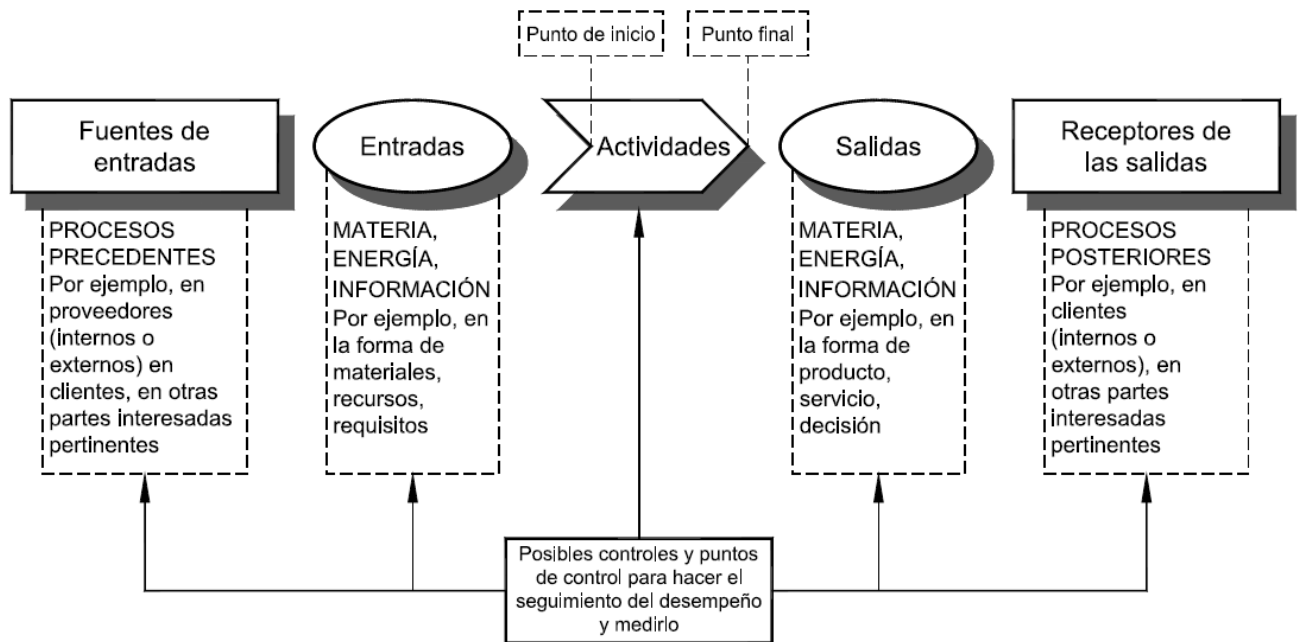 Punto de inicio
Punto final
Fuentes de
entradas
Entradas
Actividades
Salidas
Receptores de
las salidas
PROCESOS
PRECEDENTES
Por ejemplo, en
proveedores
(internos o
externos) en
clientes, en otras
partes interesadas
pertinentes
MATERIA,
ENERGÍA,
INFORMACIÓN
Por ejemplo, en
la forma de
materiales,
recursos,
requisitos
MATERIA,
ENERGÍA,
INFORMACIÓN
Por ejemplo, en
la forma de
producto,
servicio,
decisión
PROCESOS
POSTERIORES
Por ejemplo, en
clientes
(internos o
externos), en
otras partes
interesadas
pertinentes
Posibles controles y puntos
de control para hacer el
seguimiento del desempeño
y medirlo